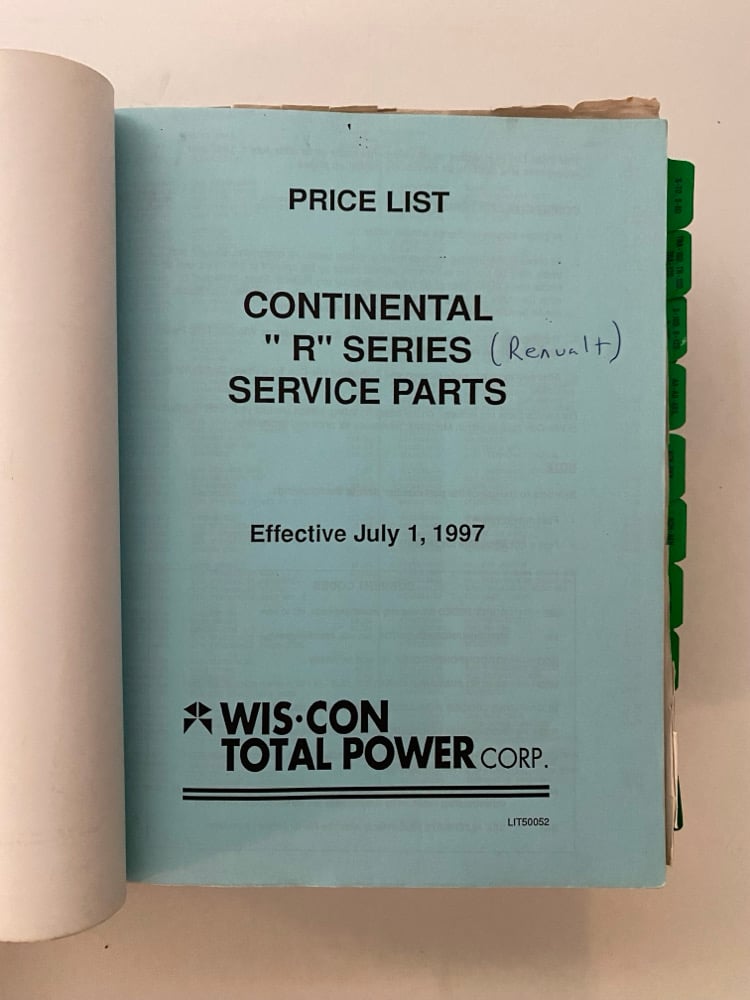 PRICE LIST
CONTINENTAL
" R" SERIES (Renualt)
SERVICE PARTS
Effective July 1, 1997
WIS·CON
TOTAL POWER CORP.
LIT50052